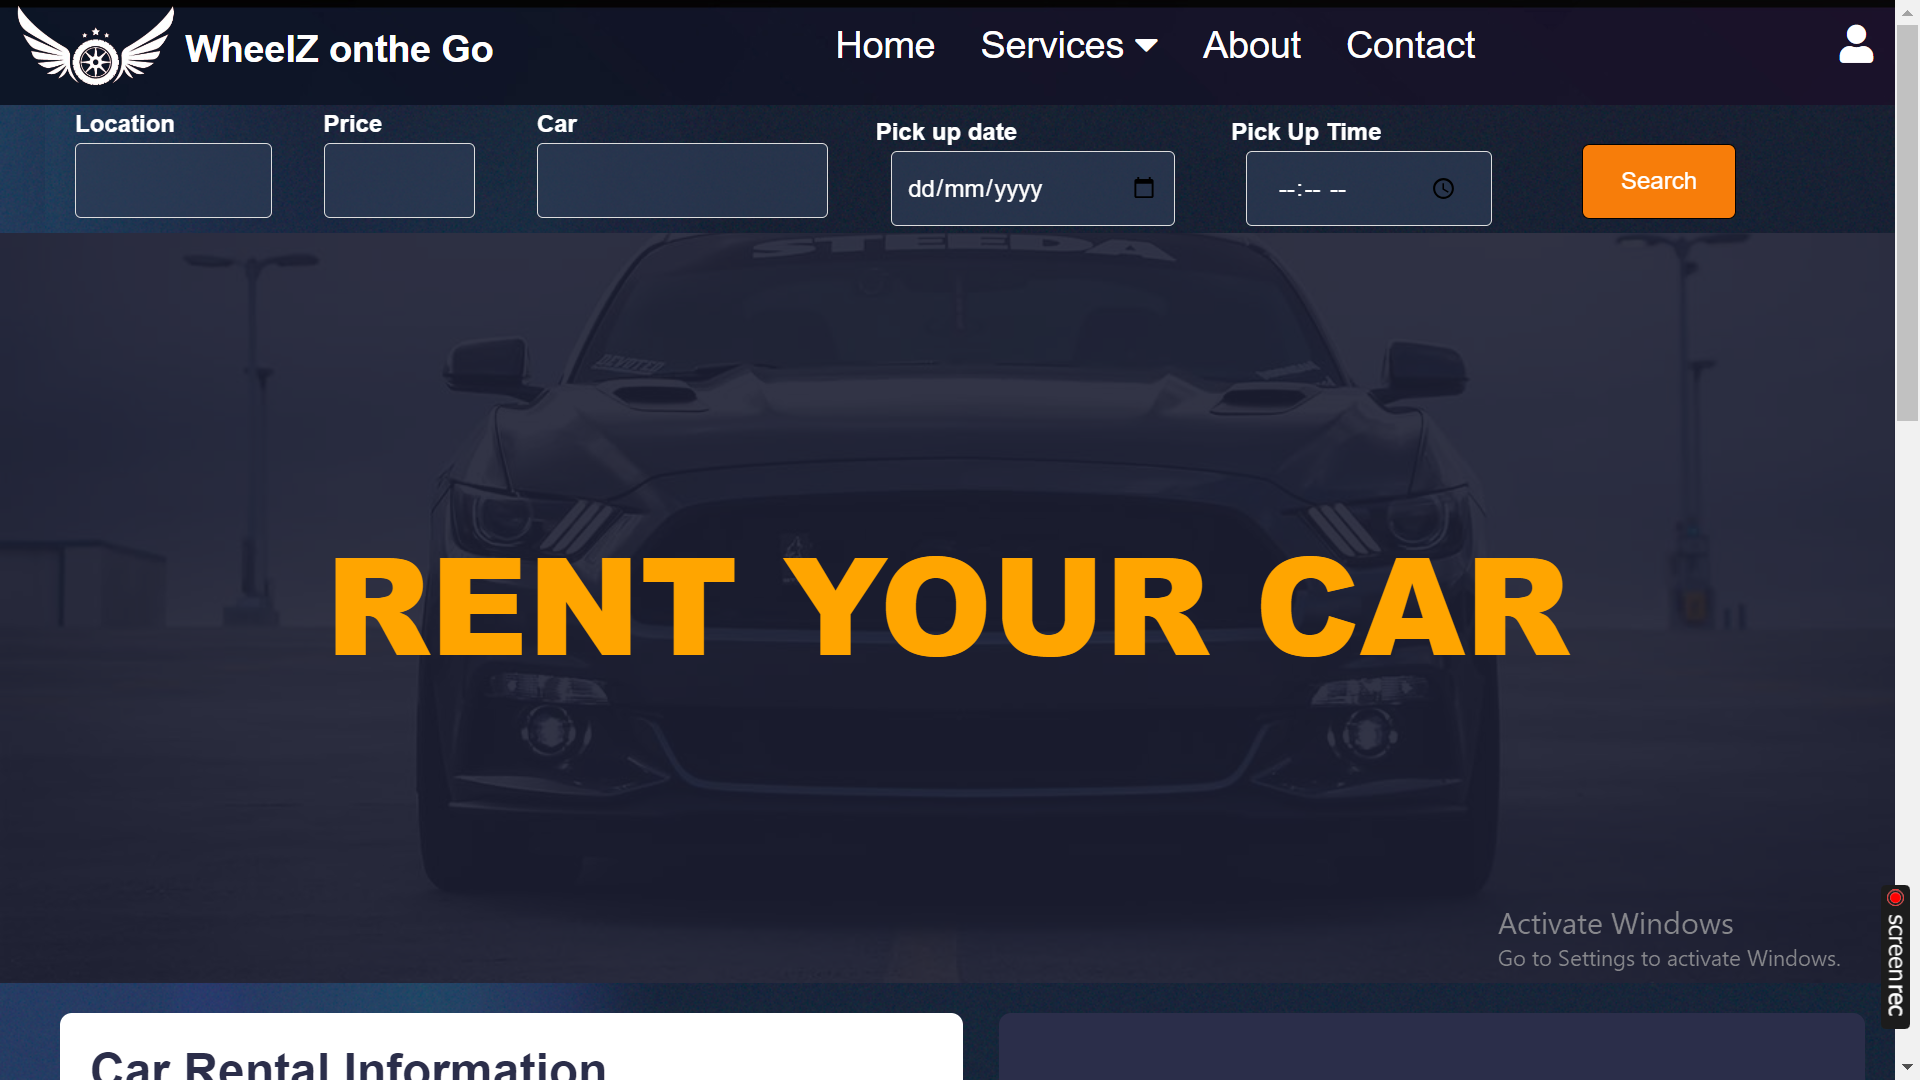 WheelZ onthe Go
Home Services About Contact
Location Price Car Pick up date Pick Up Time
dd/mm/yyyy --:-- -- Search
STEEDA
DEVOTED
RENT YOUR CAR
Activate Windows
Go to Settings to activate Windows.
screenrec
Car Rental Information